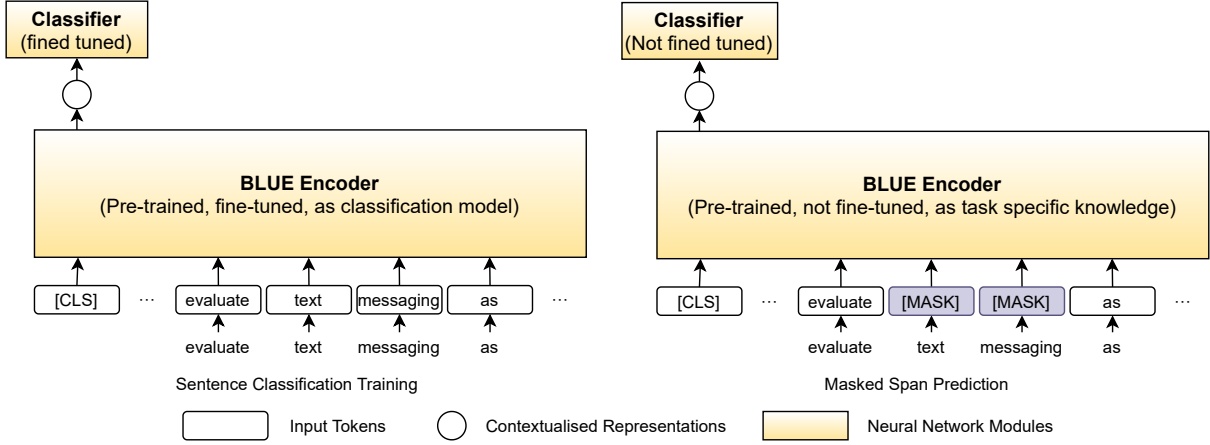 Classifier
(fined tuned)
BLUE Encoder
(Pre-trained, fine-tuned, as classification model)
[CLS] ... evaluate text messaging as ...
evaluate text messaging as
Sentence Classification Training
Classifier
(Not fined tuned)
BLUE Encoder
(Pre-trained, not fine-tuned, as task specific knowledge)
[CLS] ... evaluate [MASK] [MASK] as ...
evaluate text messaging as
Masked Span Prediction
Input Tokens Contextualised Representations Neural Network Modules